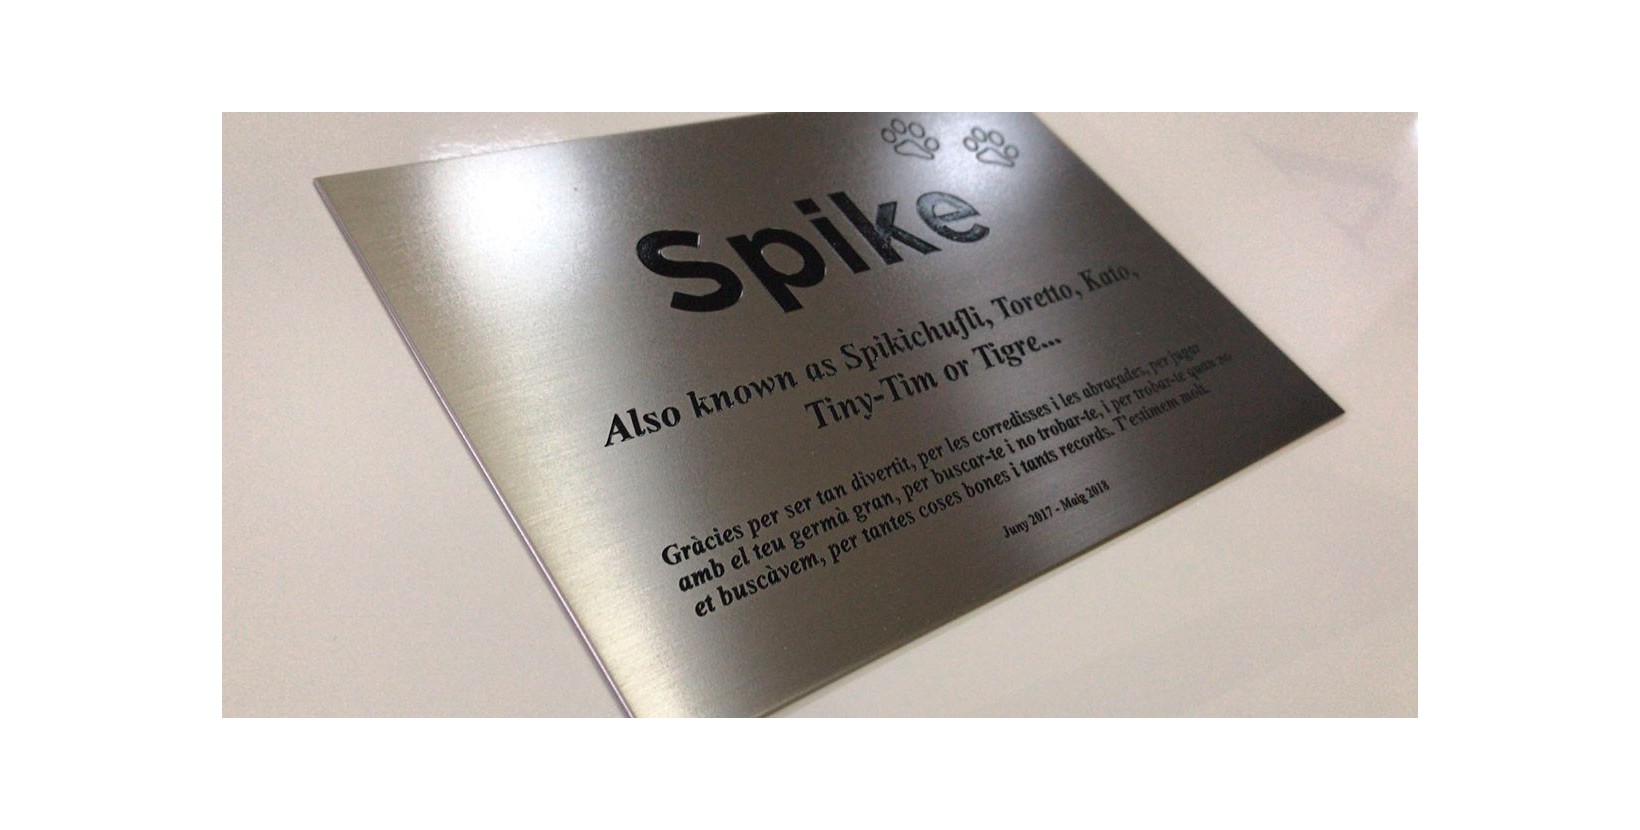 Spike
Also known as Spikichufli, Toretto, Kato,
Tiny-Tim or Tigre...
Gràcies per ser tan divertit, per les corredisses i les abraçades, per jugar
amb el teu germà gran, per buscar-te i no trobar-te, i per trobar-te quan no
et buscàvem, per tantes coses bones i tants records. T'estimem molt.
Juny 2017 - Maig 2018